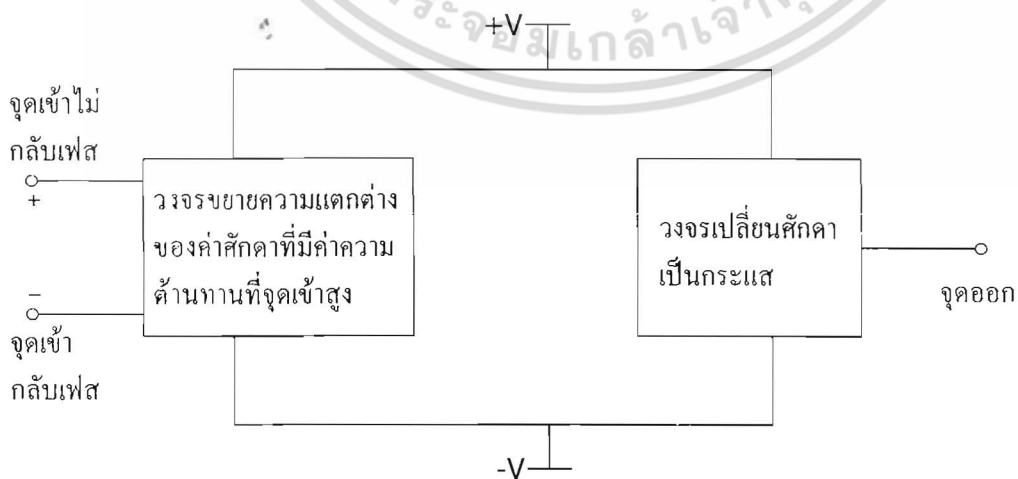 +V
จุดเข้าไม่
กลับเฟส
+
วงจรขยายความแตกต่าง
ของค่าศักดาที่มีค่าความ
ต้านทานที่จุดเข้าสูง
–
จุดเข้า
กลับเฟส
วงจรเปลี่ยนศักดา
เป็นกระแส
จุดออก
-V